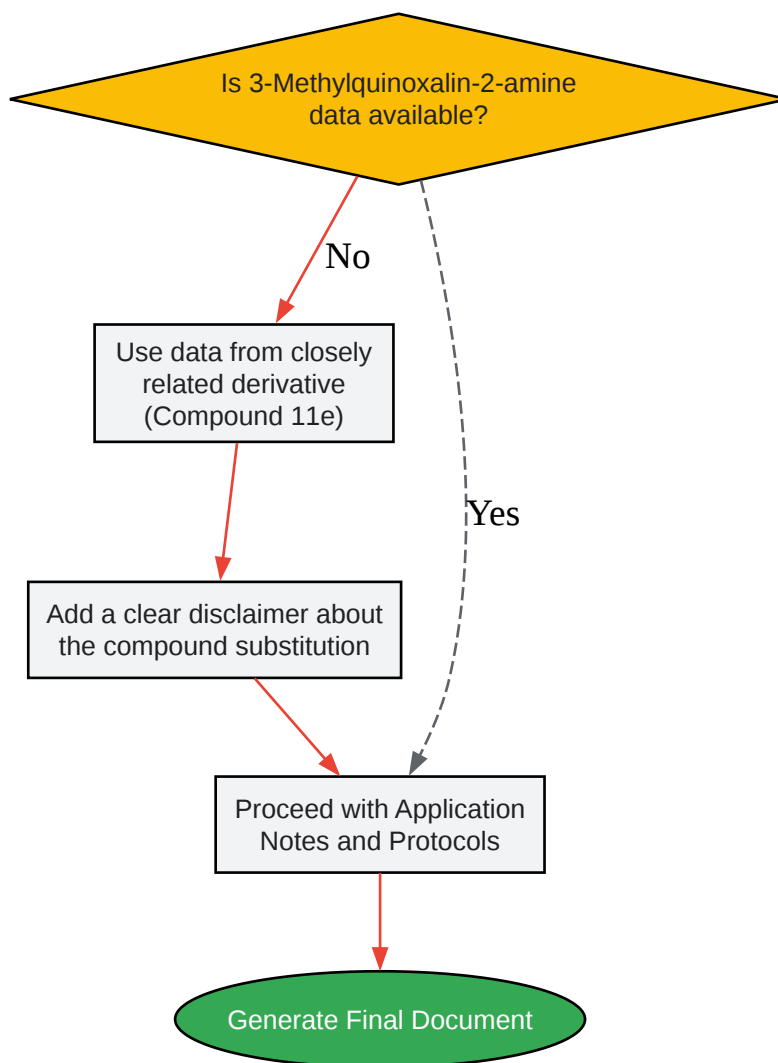 Is 3-Methylquinoxalin-2-amine
data available?
No
Use data from closely
related derivative
(Compound 11e)
Yes
Add a clear disclaimer about
the compound substitution
Proceed with Application
Notes and Protocols
Generate Final Document